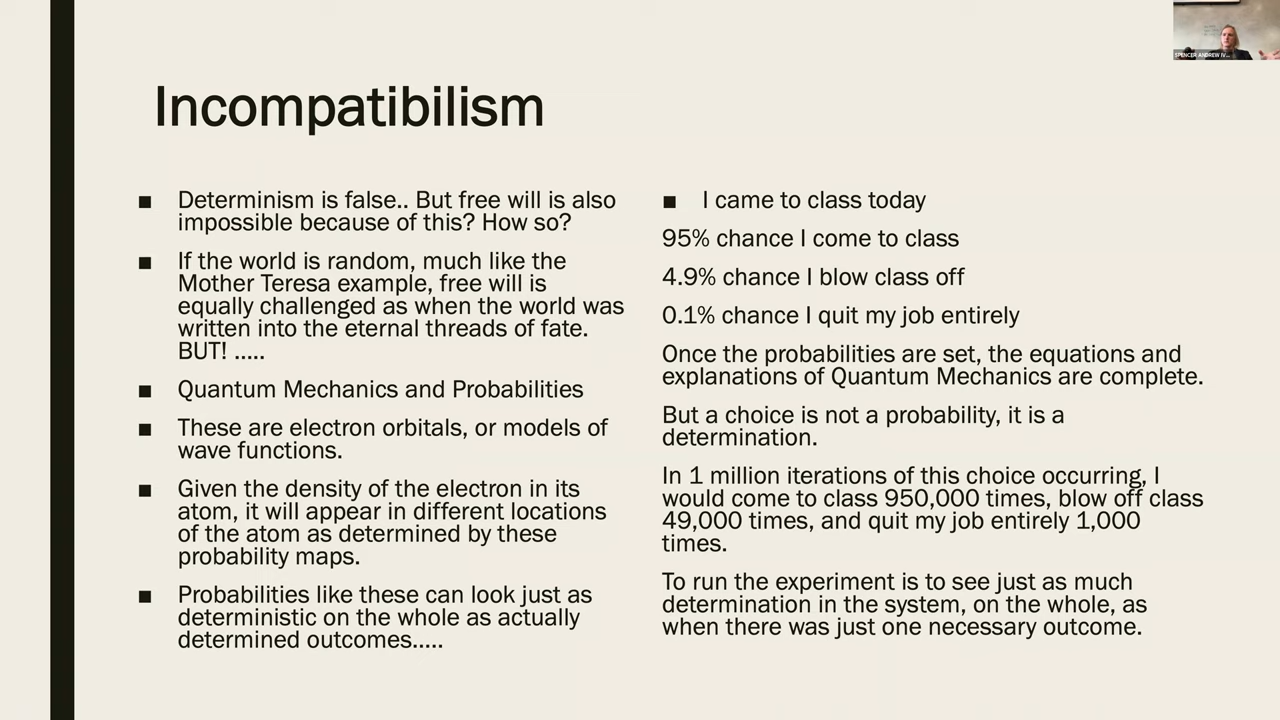 Incompatibilism
■ Determinism is false.. But free will is also
impossible because of this? How so?
■ If the world is random, much like the
Mother Teresa example, free will is
equally challenged as when the world was
written into the eternal threads of fate.
BUT! .....
■ Quantum Mechanics and Probabilities
■ These are electron orbitals, or models of
wave functions.
■ Given the density of the electron in its
atom, it will appear in different locations
of the atom as determined by these
probability maps.
■ Probabilities like these can look just as
deterministic on the whole as actually
determined outcomes.....
■ I came to class today
95% chance I come to class
4.9% chance I blow class off
0.1% chance I quit my job entirely
Once the probabilities are set, the equations and
explanations of Quantum Mechanics are complete.
But a choice is not a probability, it is a
determination.
In 1 million iterations of this choice occurring, I
would come to class 950,000 times, blow off class
49,000 times, and quit my job entirely 1,000
times.
To run the experiment is to see just as much
determination in the system, on the whole, as
when there was just one necessary outcome.
SPENCER ANDREW IV...